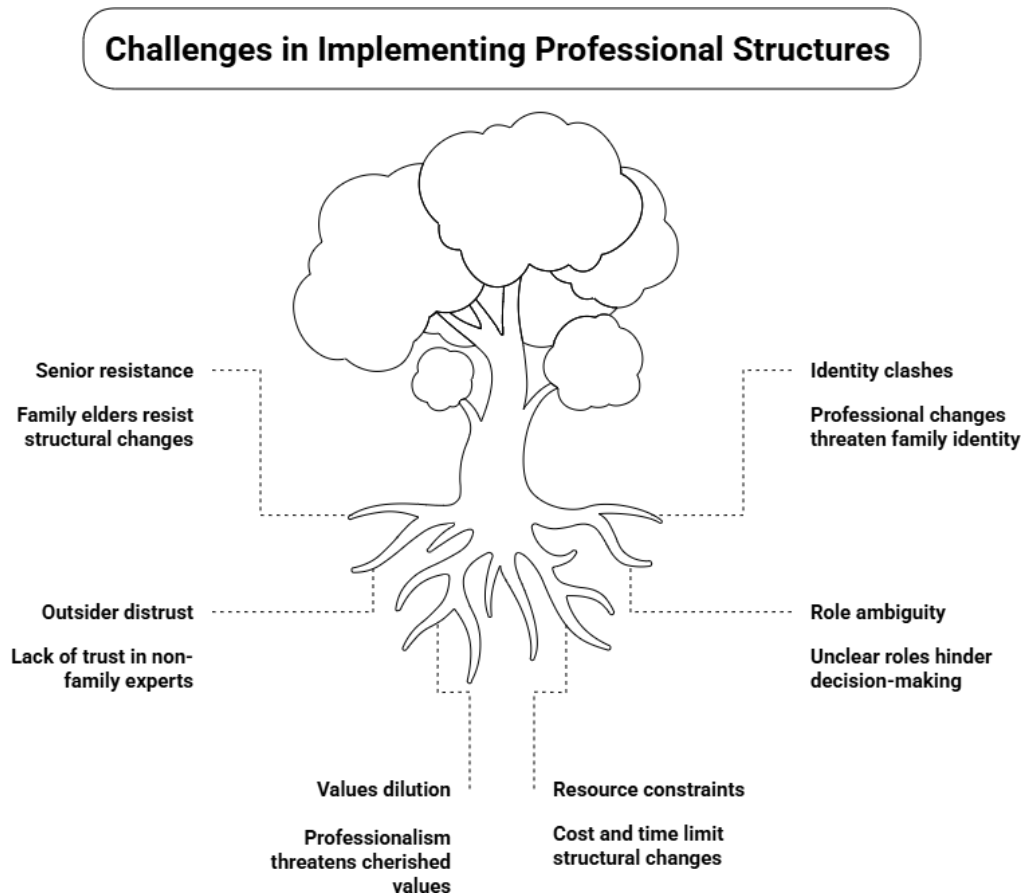 Challenges in Implementing Professional Structures
Senior resistance
Family elders resist
structural changes
Identity clashes
Professional changes
threaten family identity
Outsider distrust
Lack of trust in non-
family experts
Role ambiguity
Unclear roles hinder
decision-making
Values dilution
Professionalism
threatens cherished
values
Resource constraints
Cost and time limit
structural changes